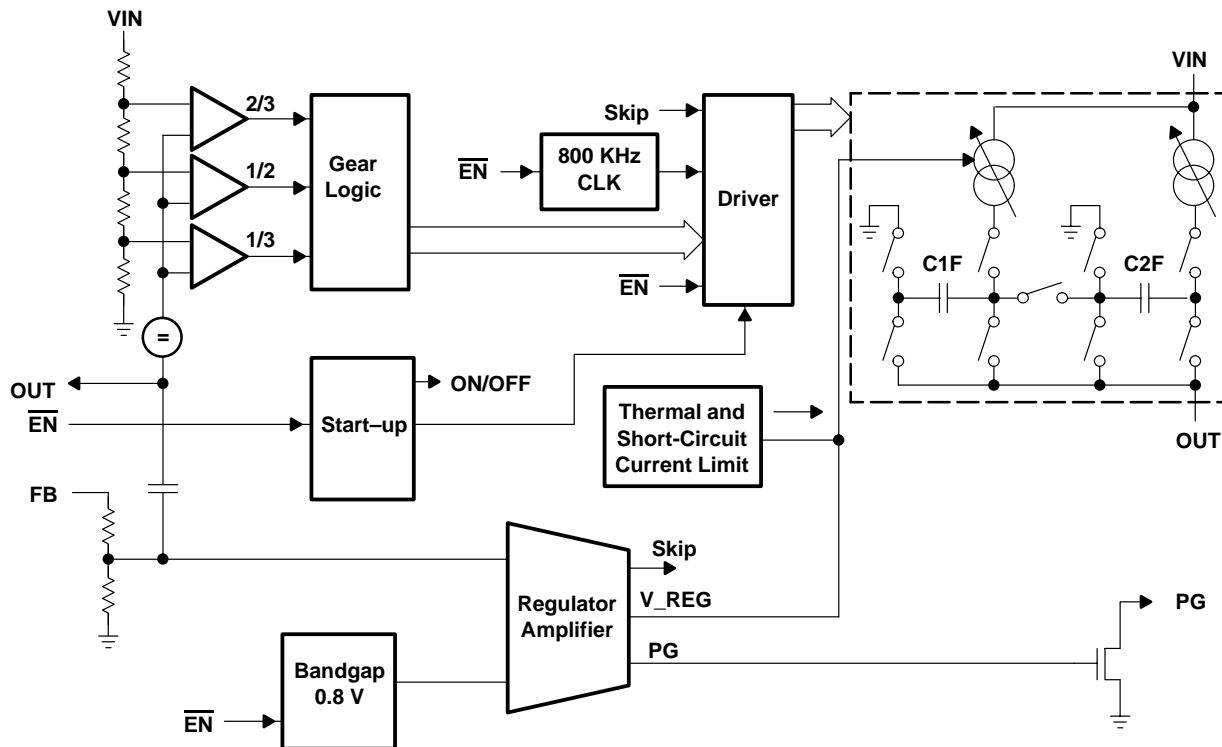 VIN
2/3
1/2
1/3
Gear
Logic
Skip
EN
800 KHz
CLK
EN
Driver
VIN
C1F
C2F
OUT
=
OUT
EN
Start–up
ON/OFF
Thermal and
Short-Circuit
Current Limit
FB
Regulator
Amplifier
Skip
V_REG
PG
Bandgap
0.8 V
EN
PG